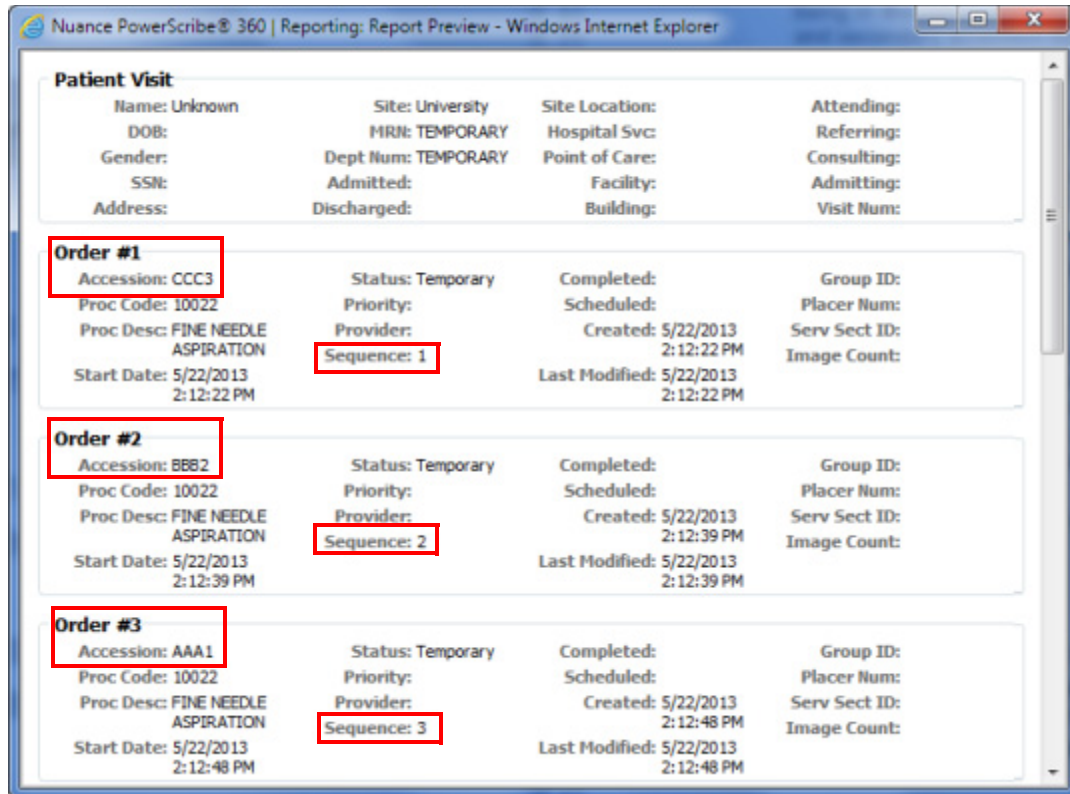 Nuance PowerScribe® 360 | Reporting: Report Preview - Windows Internet Explorer
Patient Visit
Name: Unknown Site: University Site Location: Attending:
DOB: MRN: TEMPORARY Hospital Svc: Referring:
Gender: Dept Num: TEMPORARY Point of Care: Consulting:
SSN: Admitted: Facility: Admitting:
Address: Discharged: Building: Visit Num:
Order #1
Accession: CCC3 Status: Temporary Completed: Group ID:
Proc Code: 10022 Priority: Scheduled: Placer Num:
Proc Desc: FINE NEEDLE Provider: Created: 5/22/2013 Serv Sect ID:
ASPIRATION Sequence: 1 2:12:22 PM Image Count:
Start Date: 5/22/2013 Last Modified: 5/22/2013
2:12:22 PM 2:12:22 PM
Order #2
Accession: BBB2 Status: Temporary Completed: Group ID:
Proc Code: 10022 Priority: Scheduled: Placer Num:
Proc Desc: FINE NEEDLE Provider: Created: 5/22/2013 Serv Sect ID:
ASPIRATION Sequence: 2 2:12:39 PM Image Count:
Start Date: 5/22/2013 Last Modified: 5/22/2013
2:12:39 PM 2:12:39 PM
Order #3
Accession: AAA1 Status: Temporary Completed: Group ID:
Proc Code: 10022 Priority: Scheduled: Placer Num:
Proc Desc: FINE NEEDLE Provider: Created: 5/22/2013 Serv Sect ID:
ASPIRATION Sequence: 3 2:12:48 PM Image Count:
Start Date: 5/22/2013 Last Modified: 5/22/2013
2:12:48 PM 2:12:48 PM